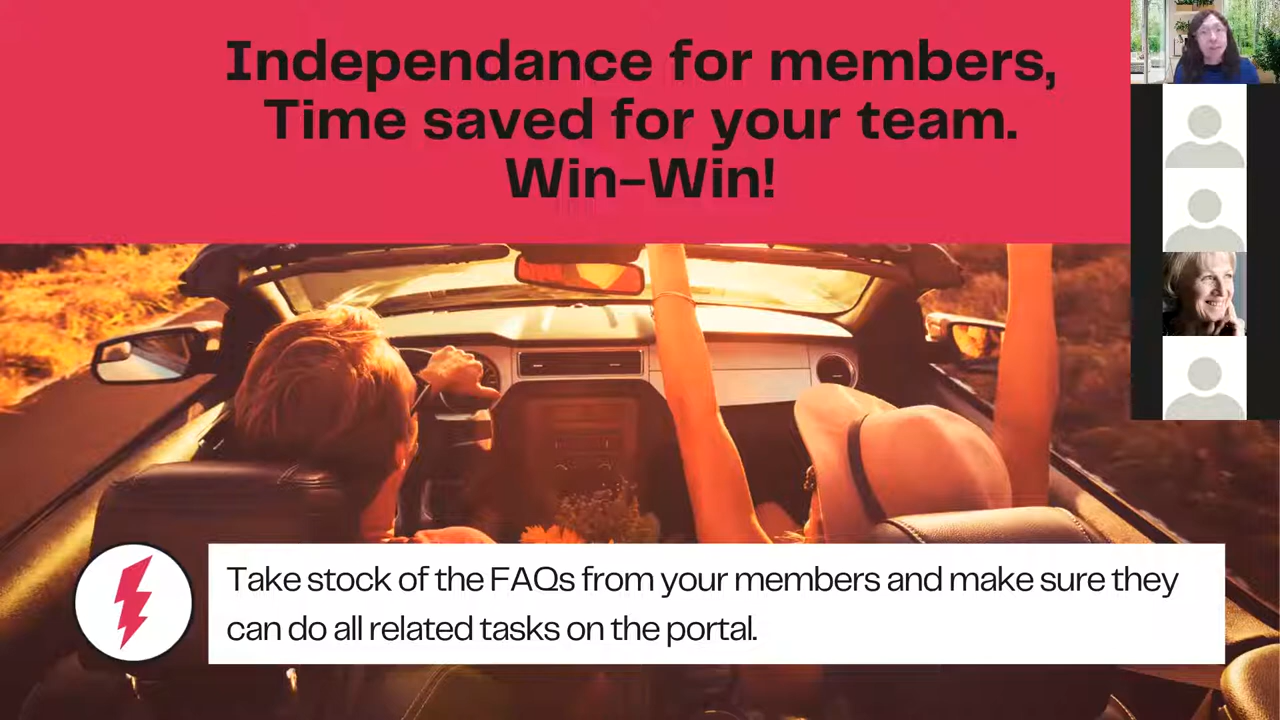 Independance for members,
Time saved for your team.
Win-Win!
Take stock of the FAQs from your members and make sure they
can do all related tasks on the portal.